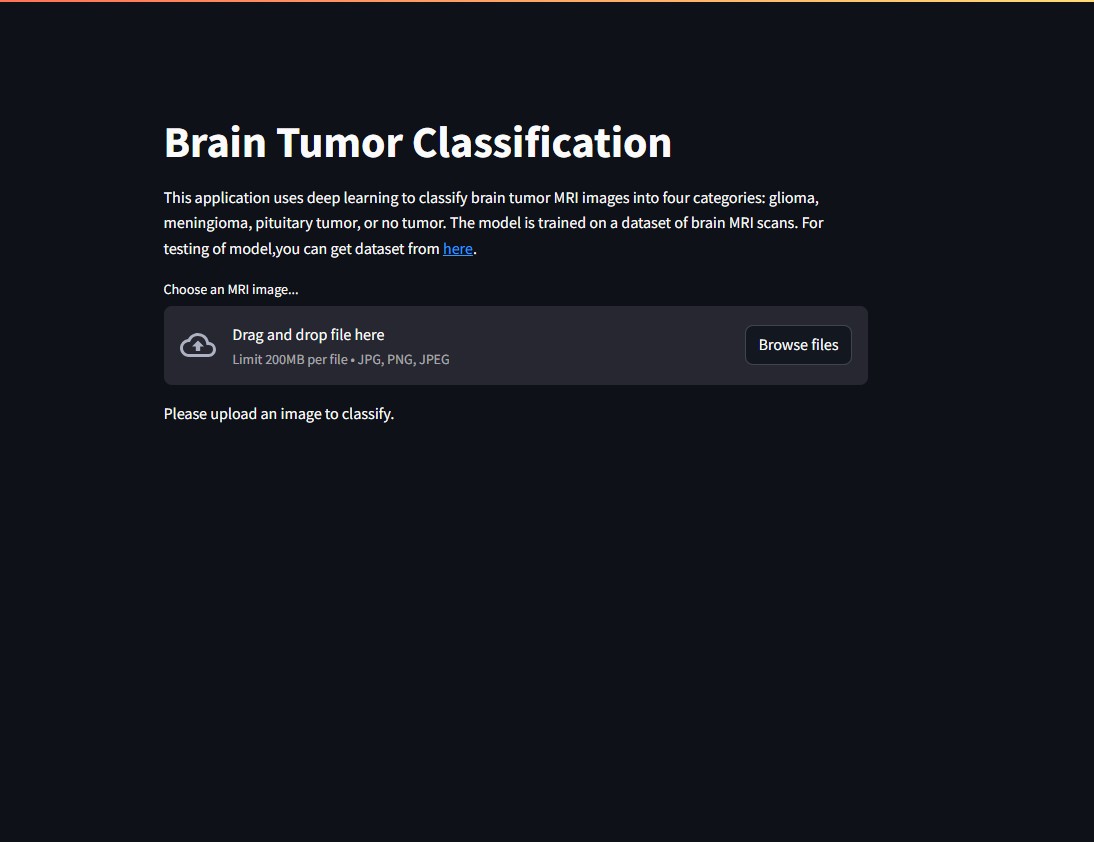 Brain Tumor Classification
This application uses deep learning to classify brain tumor MRI images into four categories: glioma,
meningioma, pituitary tumor, or no tumor. The model is trained on a dataset of brain MRI scans. For
testing of model,you can get dataset from here.
Choose an MRI image...
Drag and drop file here
Limit 200MB per file • JPG, PNG, JPEG
Browse files
Please upload an image to classify.